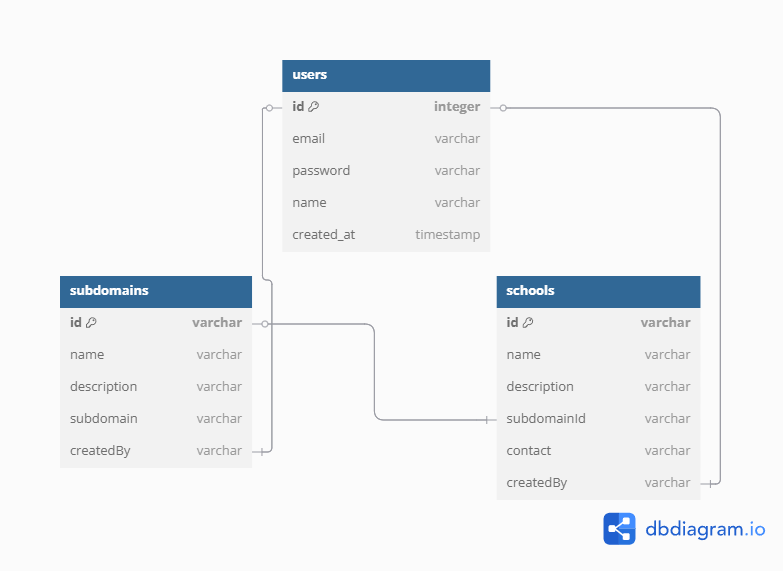 users
id integer
email varchar
password varchar
name varchar
created_at timestamp
subdomains
id varchar
name varchar
description varchar
subdomain varchar
createdBy varchar
schools
id varchar
name varchar
description varchar
subdomainId varchar
contact varchar
createdBy varchar
dbdiagram.io